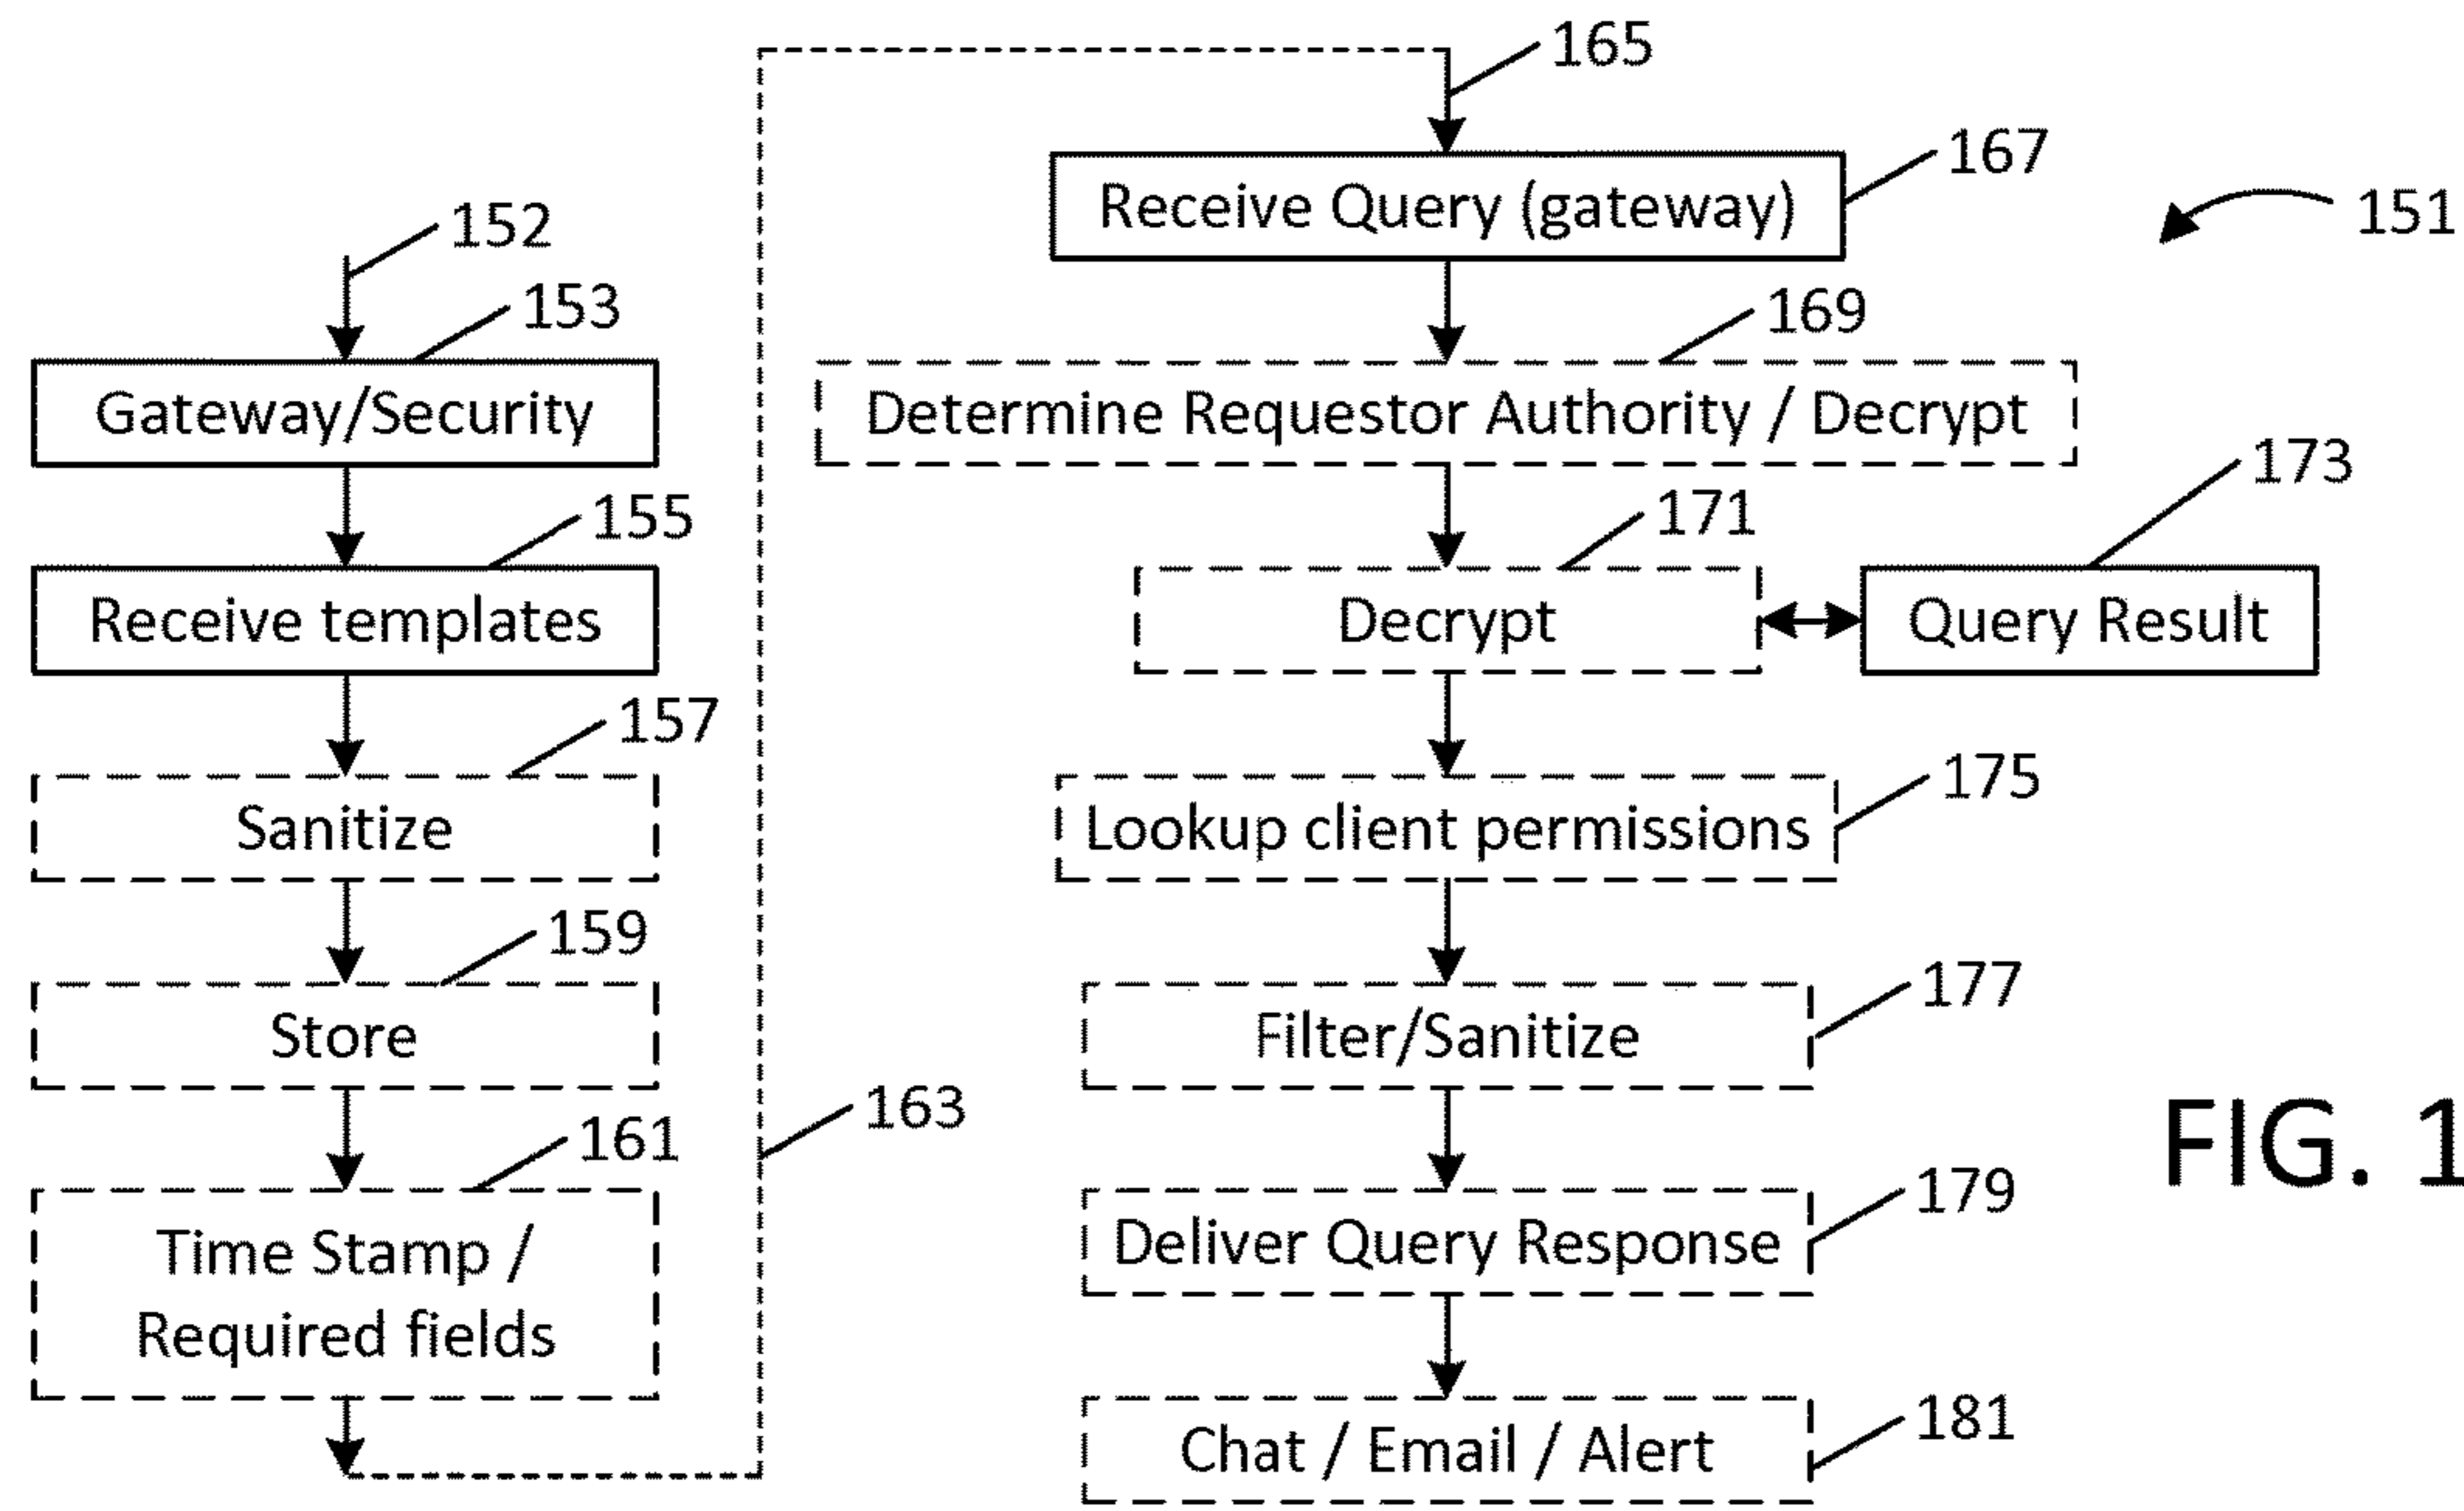 152
153
Gateway/Security
155
Receive templates
157
Sanitize
159
Store
161
Time Stamp /
Required fields
163
165
167
Receive Query (gateway)
151
169
Determine Requestor Authority / Decrypt
171
173
Decrypt
Query Result
175
Lookup client permissions
177
Filter/Sanitize
179
Deliver Query Response
181
Chat / Email / Alert
FIG. 1